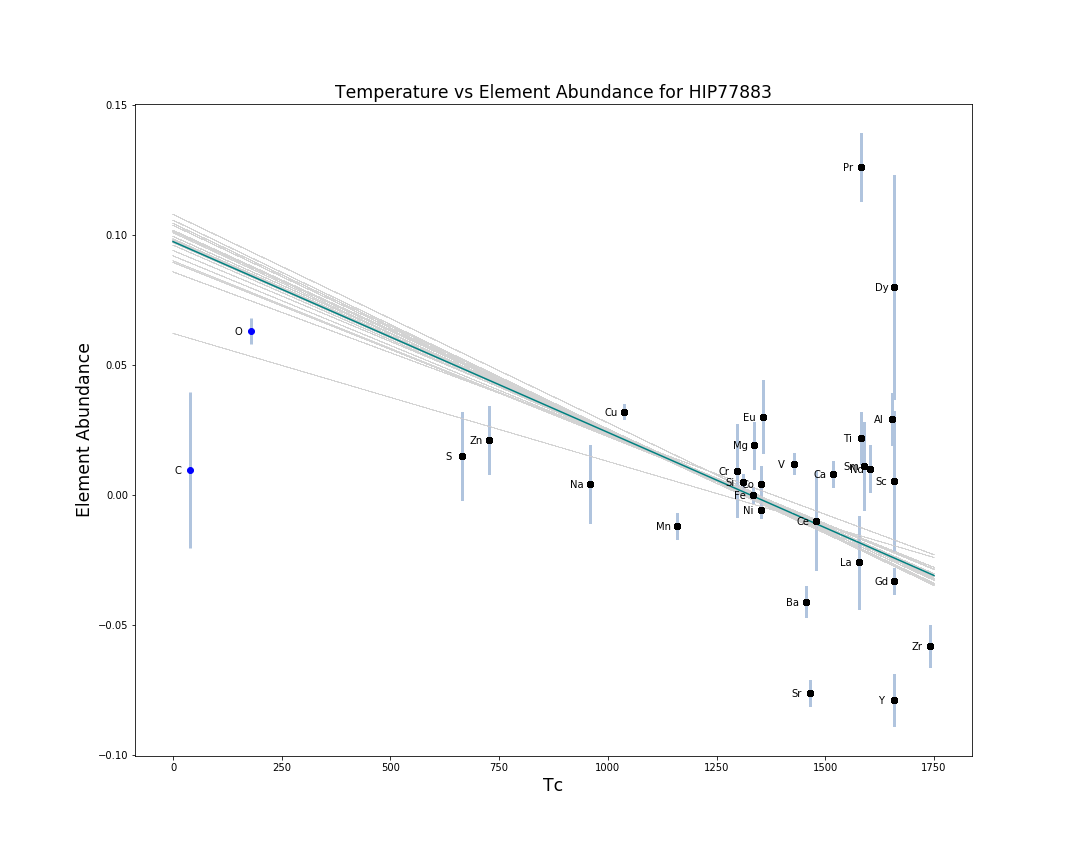 Temperature vs Element Abundance for HIP77883
0.15
Pr
0.10
Dy
O
0.05
Cu
Eu
Al
Zn
Ti
Mg
S
Sm
Nd
C
Cr
Ca
V
Si
Co
Sc
Na
Element Abundance
0.00
Fe
Ni
Mn
Ce
La
Gd
Ba
−0.05
Zr
Sr
Y
−0.10
0
250
500
750
1000
1250
1500
1750
Tc